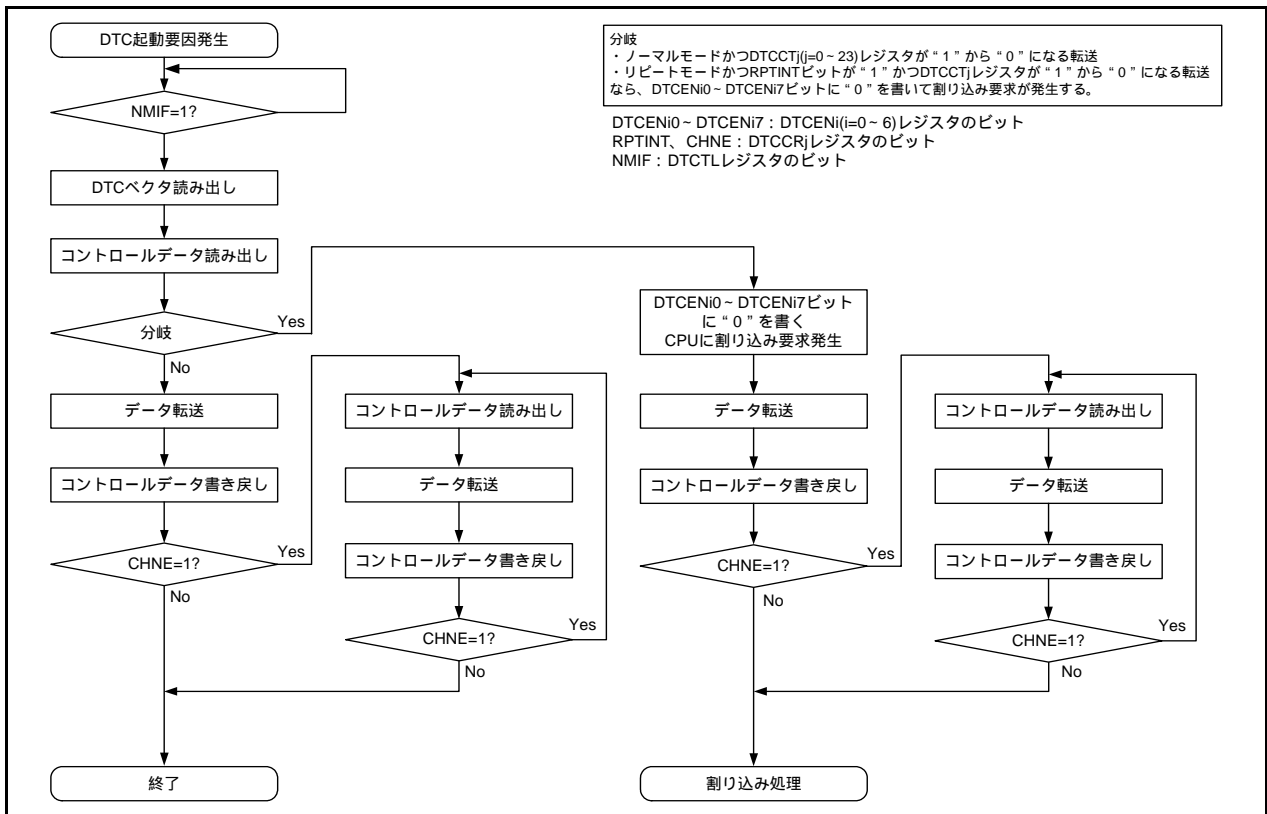 DTC起動要因発生
NMIF=1?
DTCベクタ読み出し
コントロールデータ読み出し
分岐
Yes
No
データ転送
コントロールデータ書き戻し
CHNE=1?
Yes
No
終了
コントロールデータ読み出し
データ転送
コントロールデータ書き戻し
CHNE=1?
Yes
No
分岐
・ノーマルモードかつDTCCTj(j=0~23)レジスタが“1”から“0”になる転送
・リピートモードかつRPTINTビットが“1”かつDTCCTjレジスタが“1”から“0”になる転送
なら、DTCENi0~DTCENi7ビットに“0”を書いて割り込み要求が発生する。
DTCENi0~DTCENi7:DTCENi(i=0~6)レジスタのビット
RPTINT、CHNE:DTCCRjレジスタのビット
NMIF:DTCTLレジスタのビット
DTCENi0~DTCENi7ビット
に“0”を書く
CPUに割り込み要求発生
データ転送
コントロールデータ書き戻し
CHNE=1?
Yes
No
割り込み処理
コントロールデータ読み出し
データ転送
コントロールデータ書き戻し
CHNE=1?
Yes
No